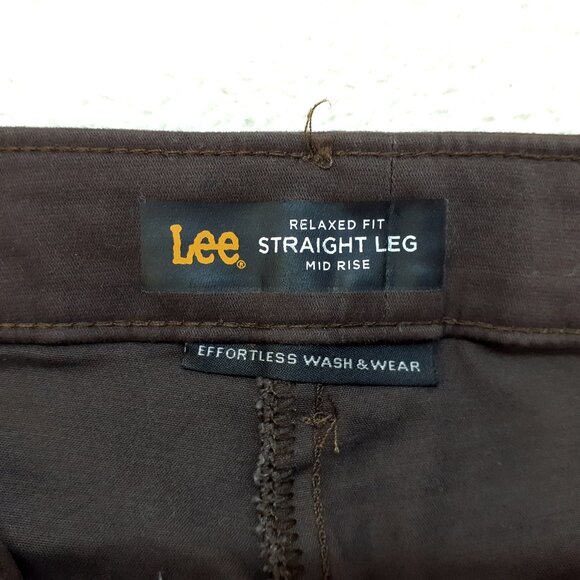 Lee®
RELAXED FIT
STRAIGHT LEG
MID RISE
EFFORTLESS WASH & WEAR